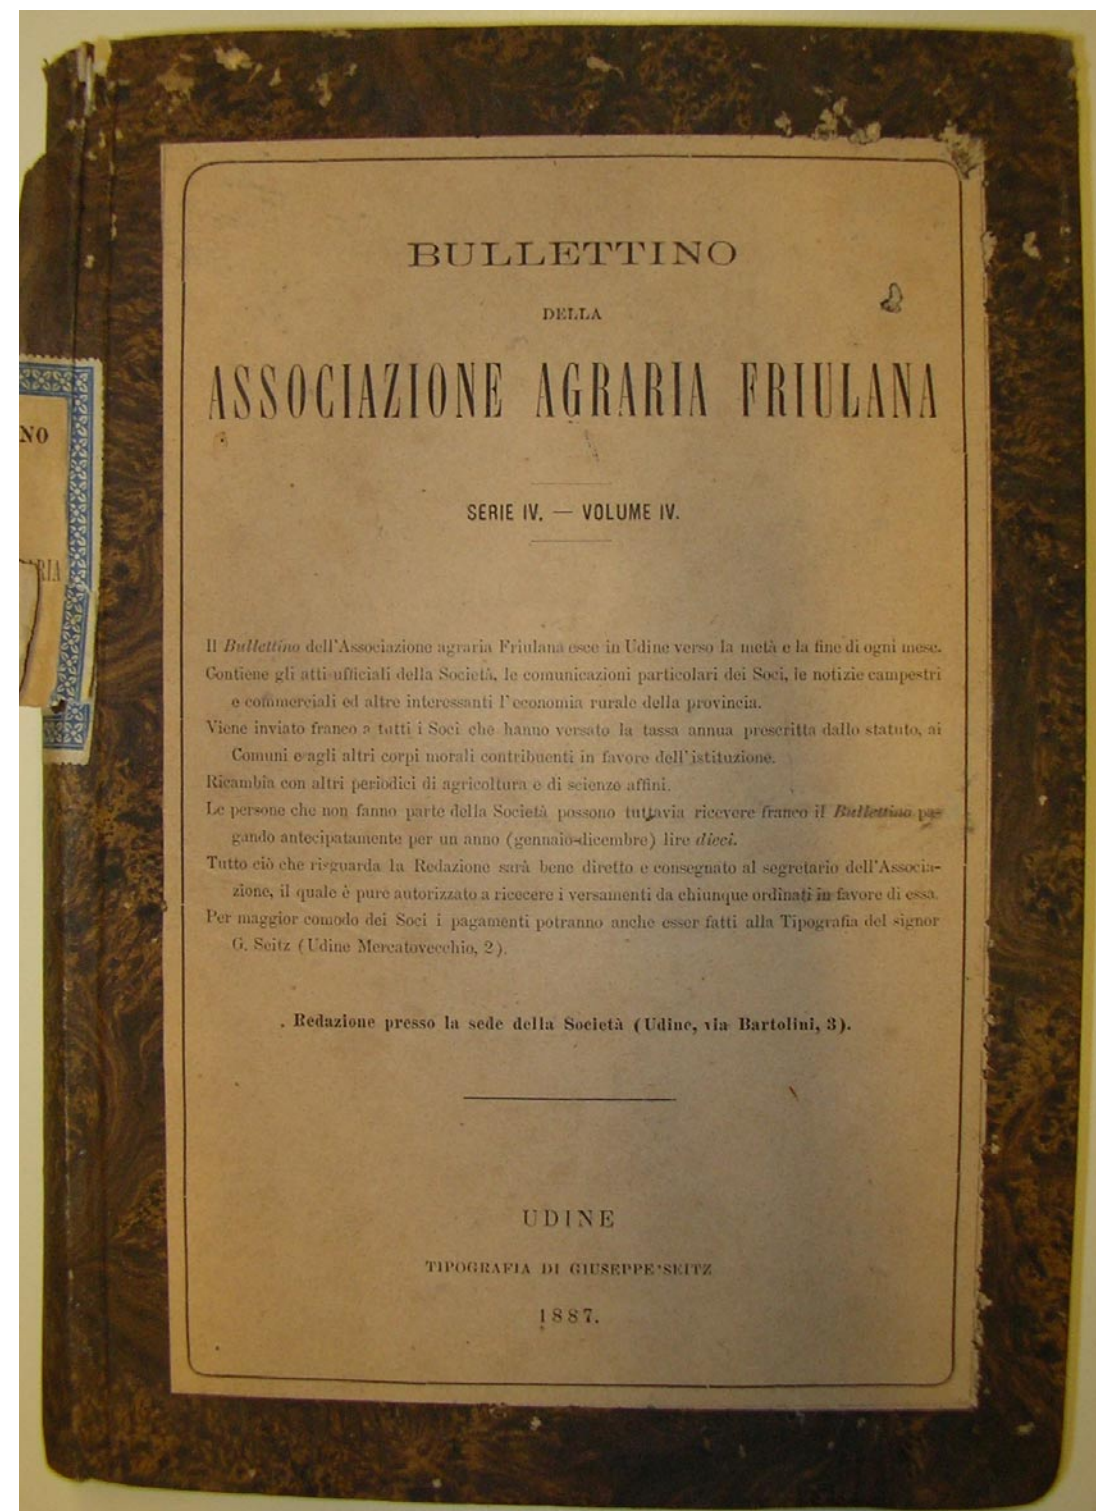 BULLETTINO
DELLA
ASSOCIAZIONE AGRARIA FRIULANA
SERIE IV. — VOLUME IV.
Il Bullettino dell'Associazione agraria Friulana esce in Udine verso la metà e la fine di ogni mese.
Contiene gli atti ufficiali della Società, le comunicazioni particolari dei Soci, le notizie campestri
e commerciali ed altre interessanti l'economia rurale della provincia.
Viene inviato franco a tutti i Soci che hanno versato la tassa annua prescritta dallo statuto, ai
Comuni e agli altri corpi morali contribuenti in favore dell'istituzione.
Ricambia con altri periodici di agricoltura e di scienze affini.
Le persone che non fanno parte della Società possono tuttavia ricevere franco il Bullettino pa-
gando antecipatamente per un anno (gennaio-dicembre) lire dieci.
Tutto ciò che risguarda la Redazione sarà bene diretto e consegnato al segretario dell'Associa-
zione, il quale è pure autorizzato a ricecere i versamenti da chiunque ordinati in favore di essa.
Per maggior comodo dei Soci i pagamenti potranno anche esser fatti alla Tipografia del signor
G. Seitz (Udine Mercatovecchio, 2).
Redazione presso la sede della Società (Udine, via Bartolini, 3).
UDINE
TIPOGRAFIA DI GIUSEPPE SEITZ
1887.
NO
RIA